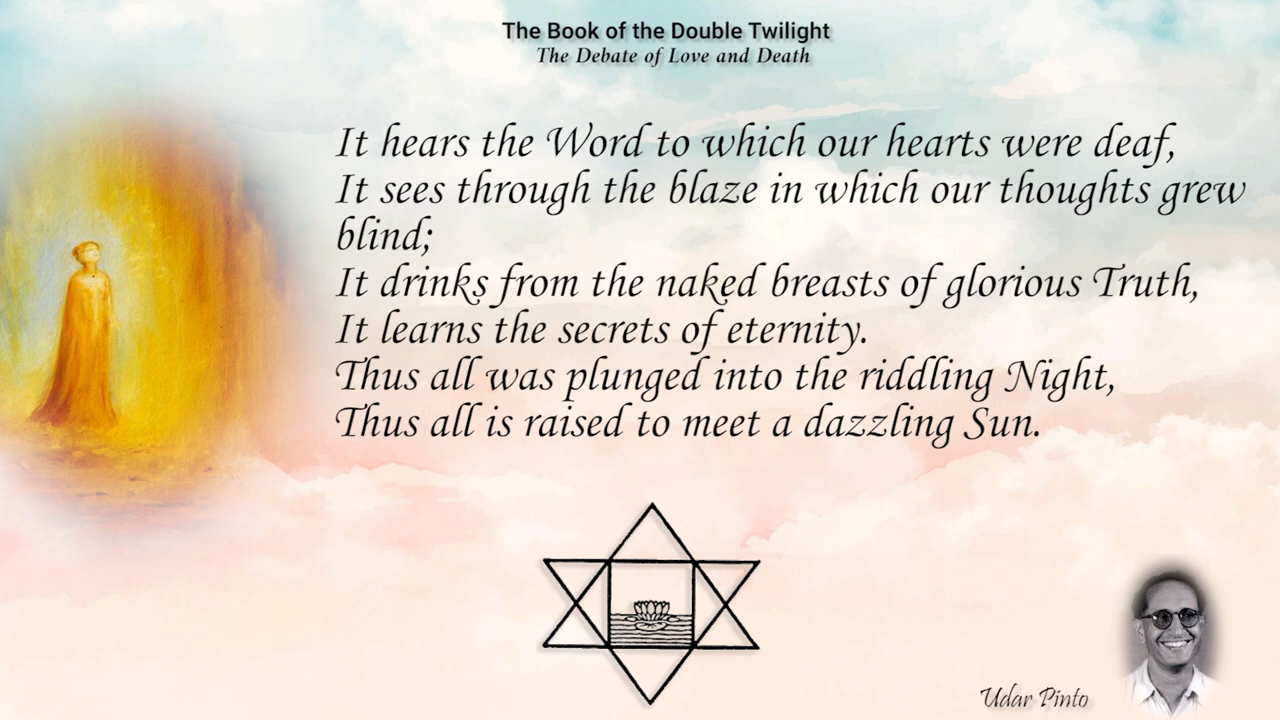 The Book of the Double Twilight
The Debate of Love and Death
It hears the Word to which our hearts were deaf,
It sees through the blaze in which our thoughts grew
blind;
It drinks from the naked breasts of glorious Truth,
It learns the secrets of eternity.
Thus all was plunged into the riddling Night,
Thus all is raised to meet a dazzling Sun.
Udar Pinto